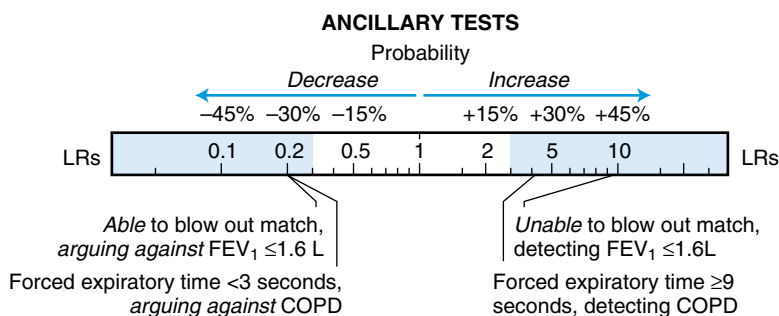 ANCILLARY TESTS
Probability
Decrease Increase
–45% –30% –15% +15% +30% +45%
LRs 0.1 0.2 0.5 1 2 5 10 LRs
Able to blow out match,
arguing against FEV1 ≤1.6 L
Forced expiratory time <3 seconds,
arguing against COPD
Unable to blow out match,
detecting FEV1 ≤1.6L
Forced expiratory time ≥9
seconds, detecting COPD